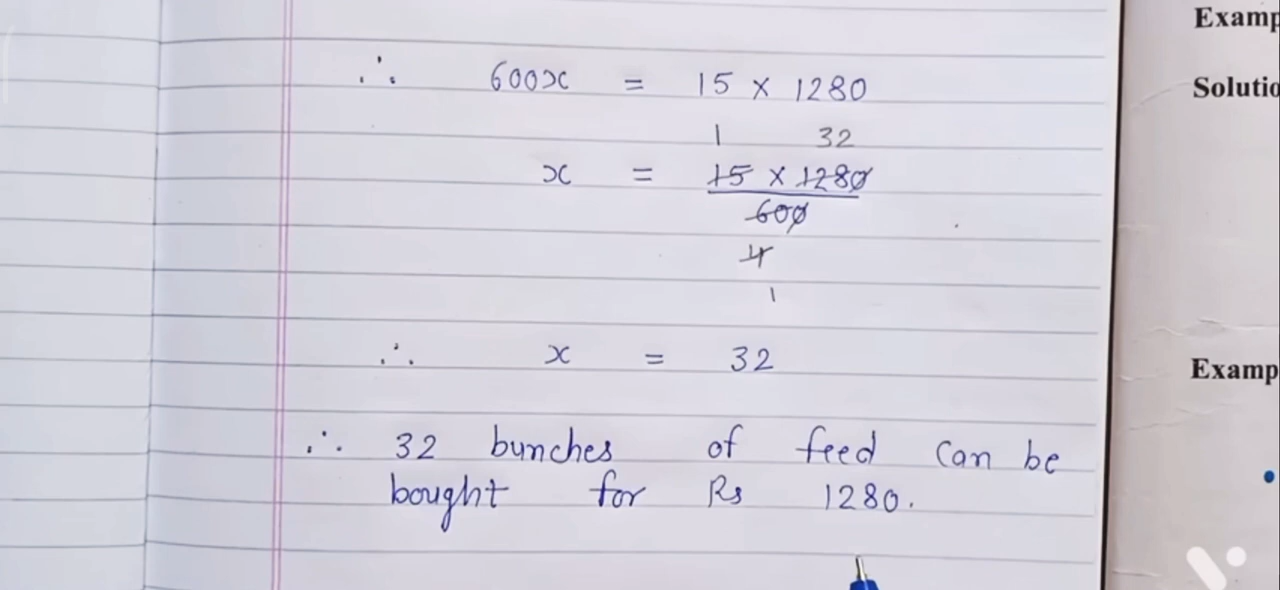 ∴ 600x = 15 × 1280
1 32
x = 15 × 1280
600
4
1
∴ x = 32
∴ 32 bunches of feed can be
bought for Rs 1280.
Examp
Solutio
Examp